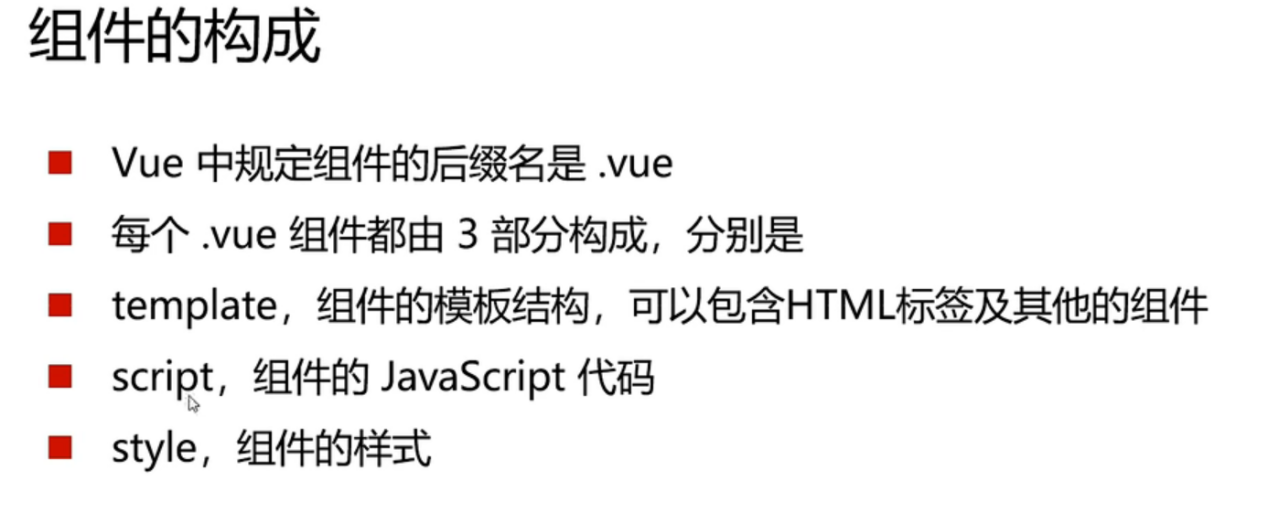 组件的构成
Vue 中规定组件的后缀名是 .vue
每个 .vue 组件都由 3 部分构成，分别是
template，组件的模板结构，可以包含HTML标签及其他的组件
script，组件的 JavaScript 代码
style，组件的样式